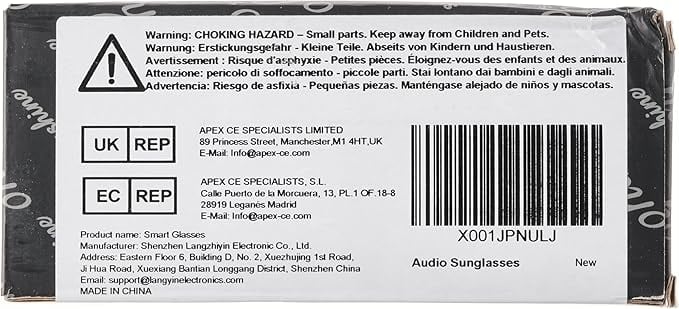 Warning: CHOKING HAZARD – Small parts. Keep away from Children and Pets.
Warnung: Erstickungsgefahr - Kleine Teile. Abseits von Kindern und Haustieren.
Avertissement : Risque d'asphyxie - Petites pièces. Éloignez-vous des enfants et des animaux.
Attenzione: pericolo di soffocamento - piccole parti. Stai lontano dai bambini e dagli animali.
Advertencia: Riesgo de asfixia - Pequeñas piezas. Manténgase alejado de niños y mascotas.
UK REP
APEX CE SPECIALISTS LIMITED
89 Princess Street, Manchester,M1 4HT,UK
E-Mail: Info@apex-ce.com
EC REP
APEX CE SPECIALISTS, S.L.
Calle Puerto de la Morcuera, 13, PL.1 OF.18-8
28919 Leganés Madrid
E-Mail: Info@apex-ce.com
Product name: Smart Glasses
Manufacturer: Shenzhen Langzhiyin Electronic Co., Ltd.
Address: Eastern Floor 6, Building D, No. 2, Xuezhujing 1st Road,
Ji Hua Road, Xuexiang Bantian Longgang District, Shenzhen,China
Email: support@langyinelectronics.com
MADE IN CHINA
X001JPNULJ
Audio Sunglasses New
shine